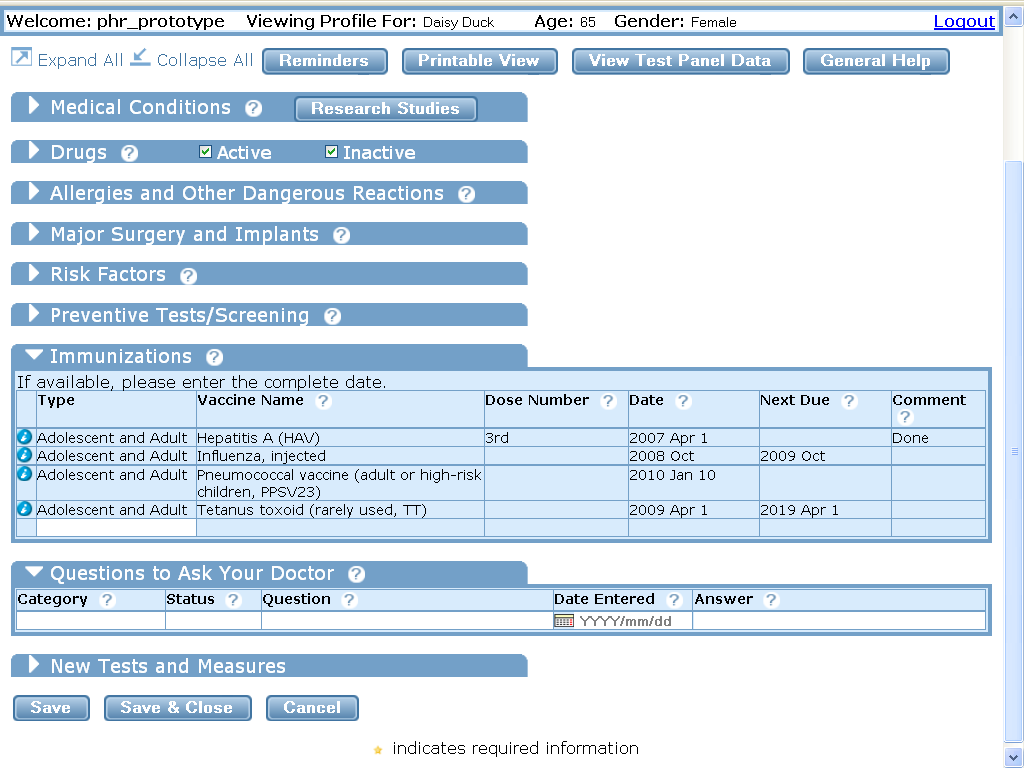 Welcome: phr_prototype Viewing Profile For: Daisy Duck Age: 65 Gender: Female Logout
Expand All Collapse All Reminders Printable View View Test Panel Data General Help
Medical Conditions ? Research Studies
Drugs ? Active Inactive
Allergies and Other Dangerous Reactions ?
Major Surgery and Implants ?
Risk Factors ?
Preventive Tests/Screening ?
Immunizations ?
If available, please enter the complete date.
Type Vaccine Name ? Dose Number ? Date ? Next Due ? Comment ?
Adolescent and Adult Hepatitis A (HAV) 3rd 2007 Apr 1 Done
Adolescent and Adult Influenza, injected 2008 Oct 2009 Oct
Adolescent and Adult Pneumococcal vaccine (adult or high-risk 2010 Jan 10
children, PPSV23)
Adolescent and Adult Tetanus toxoid (rarely used, TT) 2009 Apr 1 2019 Apr 1
Questions to Ask Your Doctor ?
Category ? Status ? Question ? Date Entered ? Answer ?
YYYY/mm/dd
New Tests and Measures
Save Save & Close Cancel
indicates required information